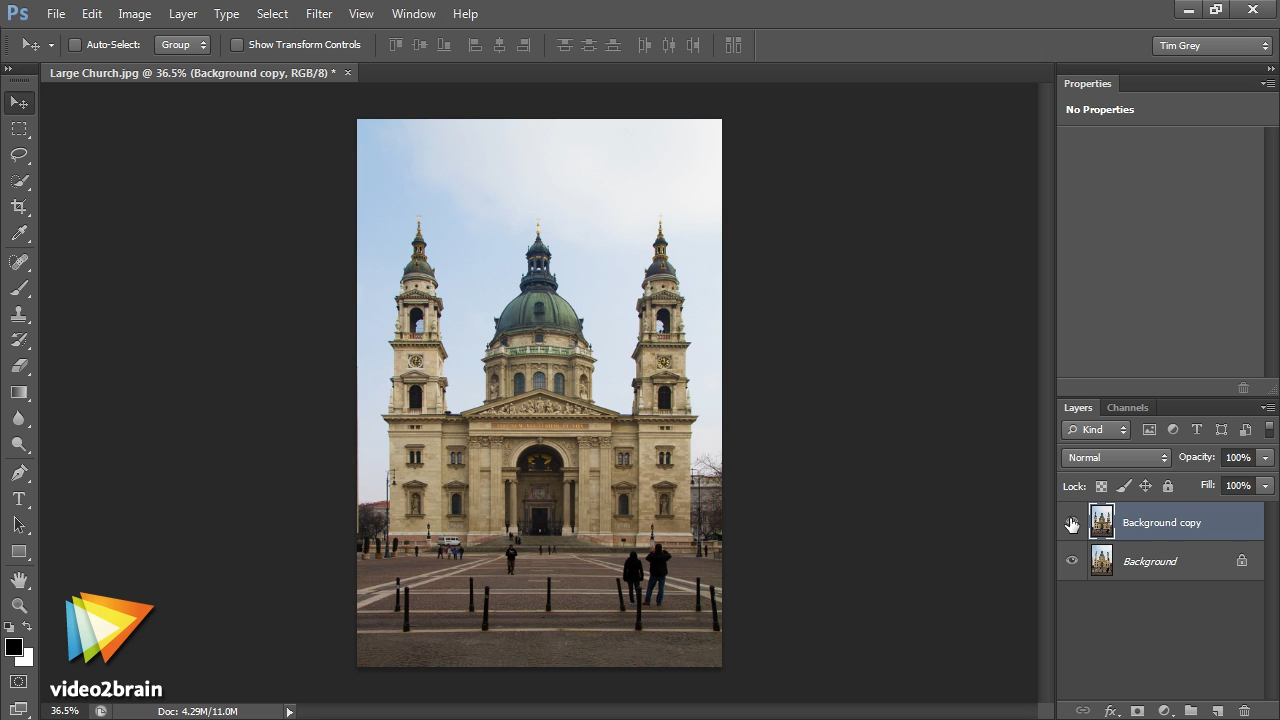 Ps File Edit Image Layer Type Select Filter View Window Help
Auto-Select: Group Show Transform Controls Tim Grey
Large Church.jpg @ 36.5% (Background copy, RGB/8) * ×
Properties
No Properties
Layers Channels
Kind
Normal Opacity: 100%
Lock: Fill: 100%
Background copy
Background
video2brain
36.5% Doc: 4.29M/11.0M